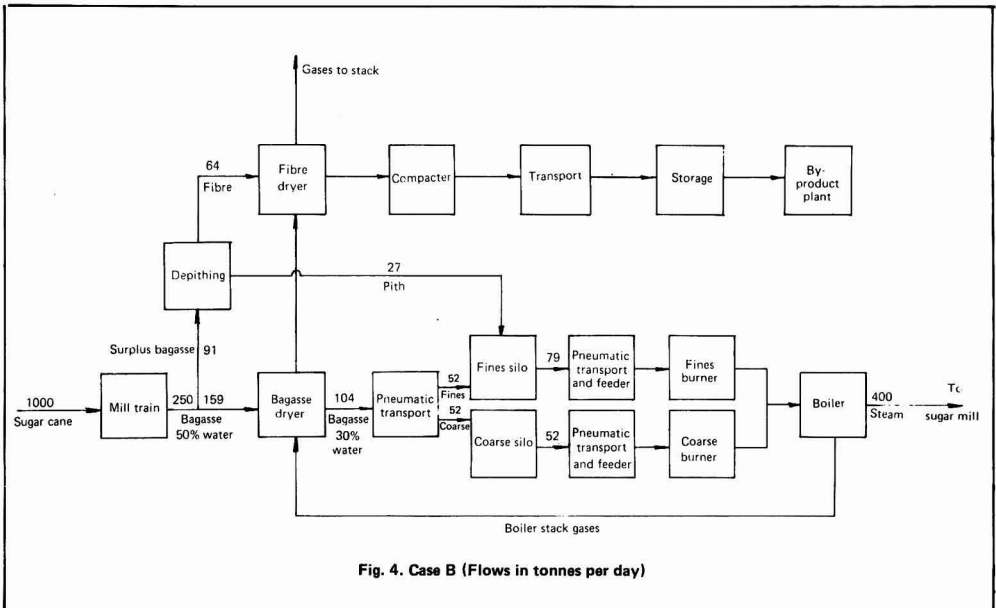 Gases to stack
64
Fibre
Fibre
dryer
Compacter
Transport
Storage
By-
product
plant
Depithing
27
Pith
Surplus bagasse 91
1000
Sugar cane
Mill train
250 159
Bagasse
50% water
Bagasse
dryer
104
Bagasse
30%
water
Pneumatic
transport
52
Fines
52
Coarse
Fines silo
79
Pneumatic
transport
and feeder
Fines
burner
Coarse silo
52
Pneumatic
transport
and feeder
Coarse
burner
Boiler
400
Steam
To
sugar mill
Boiler stack gases
Fig. 4. Case B (Flows in tonnes per day)